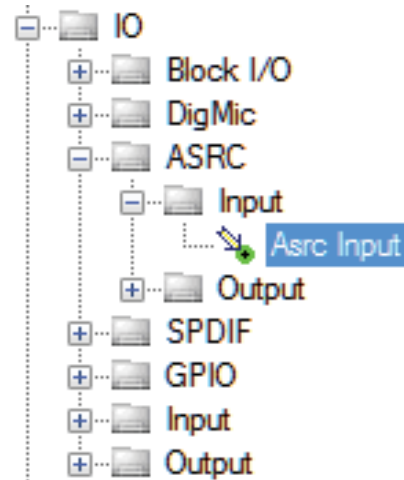 IO
Block I/O
DigMic
ASRC
Input
Asrc Input
Output
SPDIF
GPIO
Input
Output